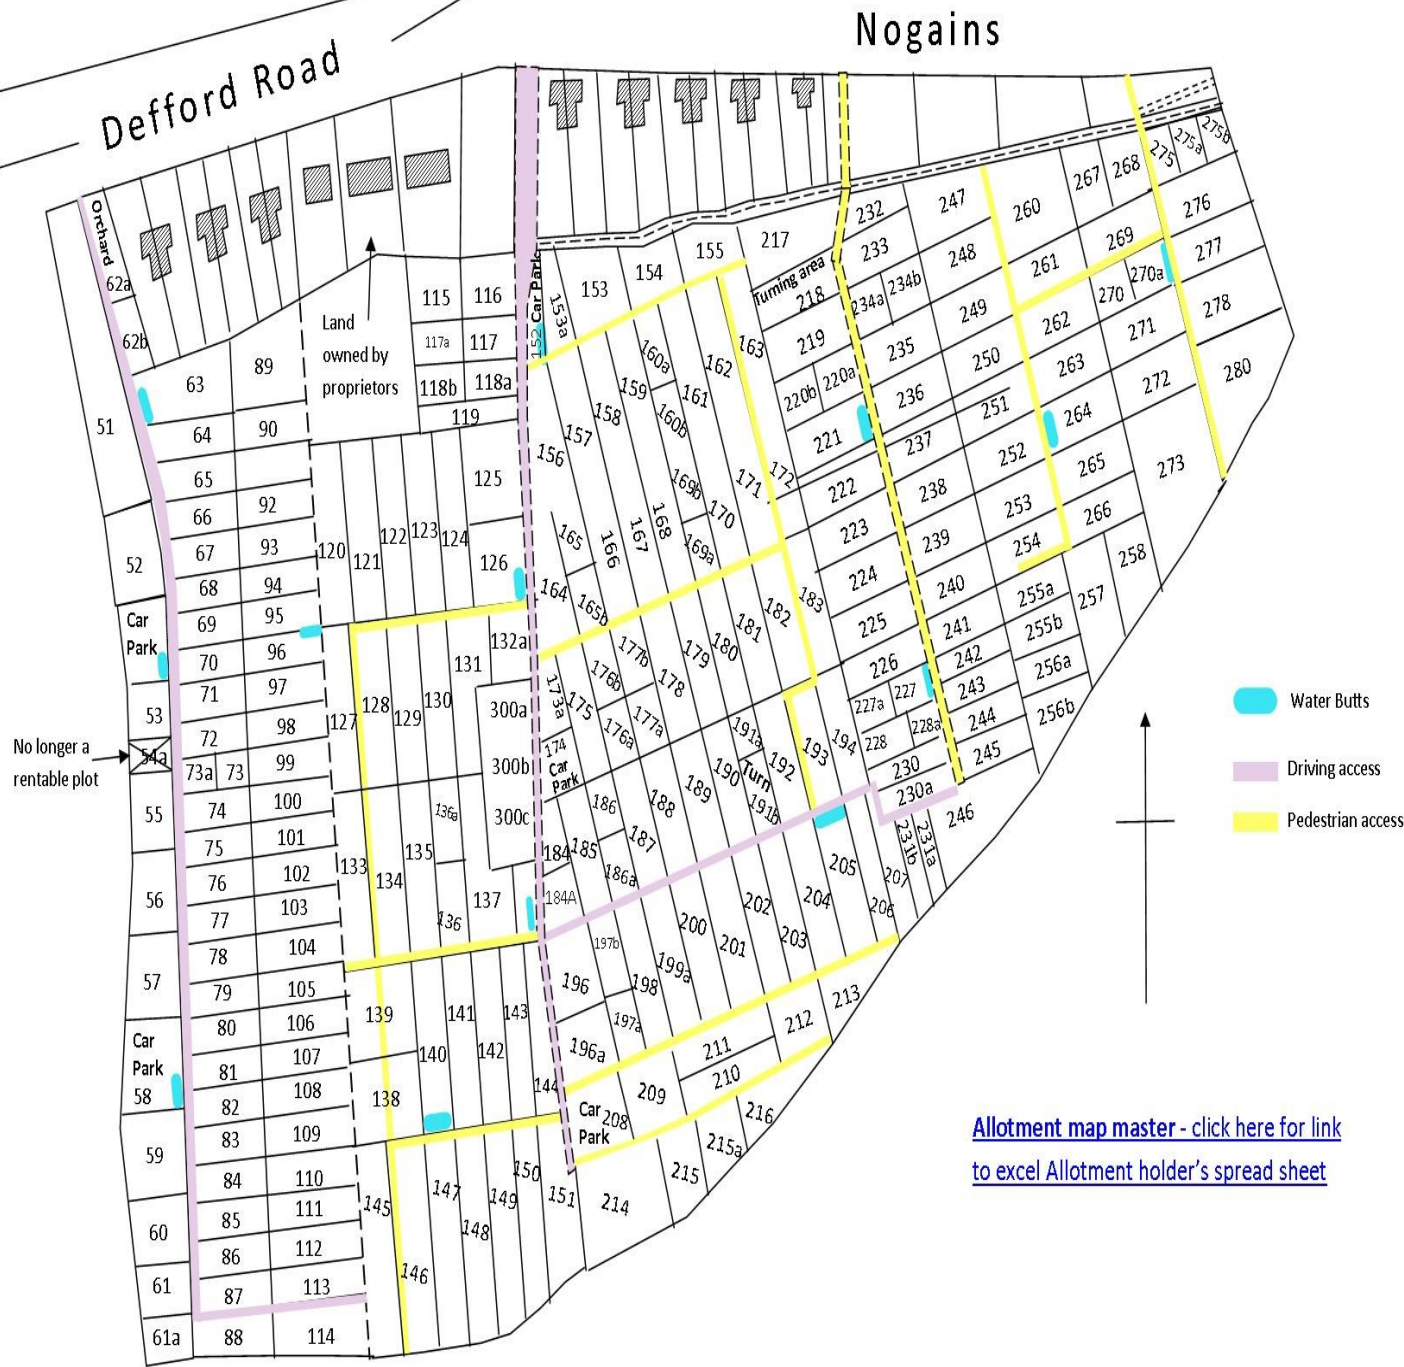 Nogains
Defford Road
Orchard
62a
62b
51
52
Car
Park
53
No longer a
rentable plot
54a
55
56
57
Car
Park
58
59
60
61
61a
63
64
65
66
67
68
69
70
71
72
73a
73
74
75
76
77
78
79
80
81
82
83
84
85
86
87
88
89
90
92
93
94
95
96
97
98
99
100
101
102
103
104
105
106
107
108
109
110
111
112
113
114
Land
owned by
proprietors
115
116
117a
117
118b
118a
119
120
121
122
123
124
125
126
127
128
129
130
131
132a
300a
300b
300c
133
134
135
136a
136
137
139
138
140
141
142
143
144
145
146
147
148
149
150
151
152
Car Park
153a
153
154
155
217
156
157
158
159
160a
160b
161
162
163
164
165
165b
166
167
168
169b
169a
170
171
172
173a
174
Car
Park
175
176b
176a
177b
177a
178
179
180
181
182
183
184
184A
185
186
186a
187
188
189
190
191a
Turn
191b
192
193
194
196
196a
197b
197a
198
199a
200
201
202
203
204
205
206
207
Car
Park
208
209
210
211
212
213
214
215
215a
216
Turning area
218
219
220b
220a
221
222
223
224
225
226
227a
227
228
228a
230
230a
231b
231a
232
233
234a
234b
235
236
237
238
239
240
241
242
243
244
245
246
247
248
249
250
251
252
253
254
255a
255b
256a
256b
257
258
260
261
262
263
264
265
266
267
268
269
270
270a
271
272
273
275
275a
275b
276
277
278
280
Water Butts
Driving access
Pedestrian access
Allotment map master - click here for link
to excel Allotment holder's spread sheet